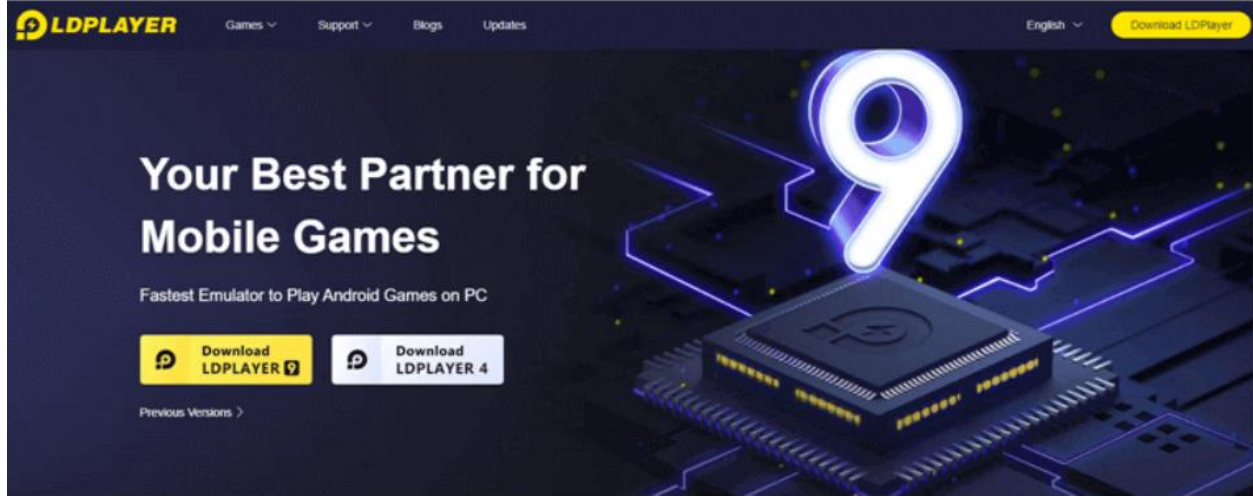 LDPLAYER
Games
Support
Blogs
Updates
English
Download LDPlayer
9
Your Best Partner for
Mobile Games
Fastest Emulator to Play Android Games on PC
Download
LDPLAYER 9
Download
LDPLAYER 4
Previous Versions >